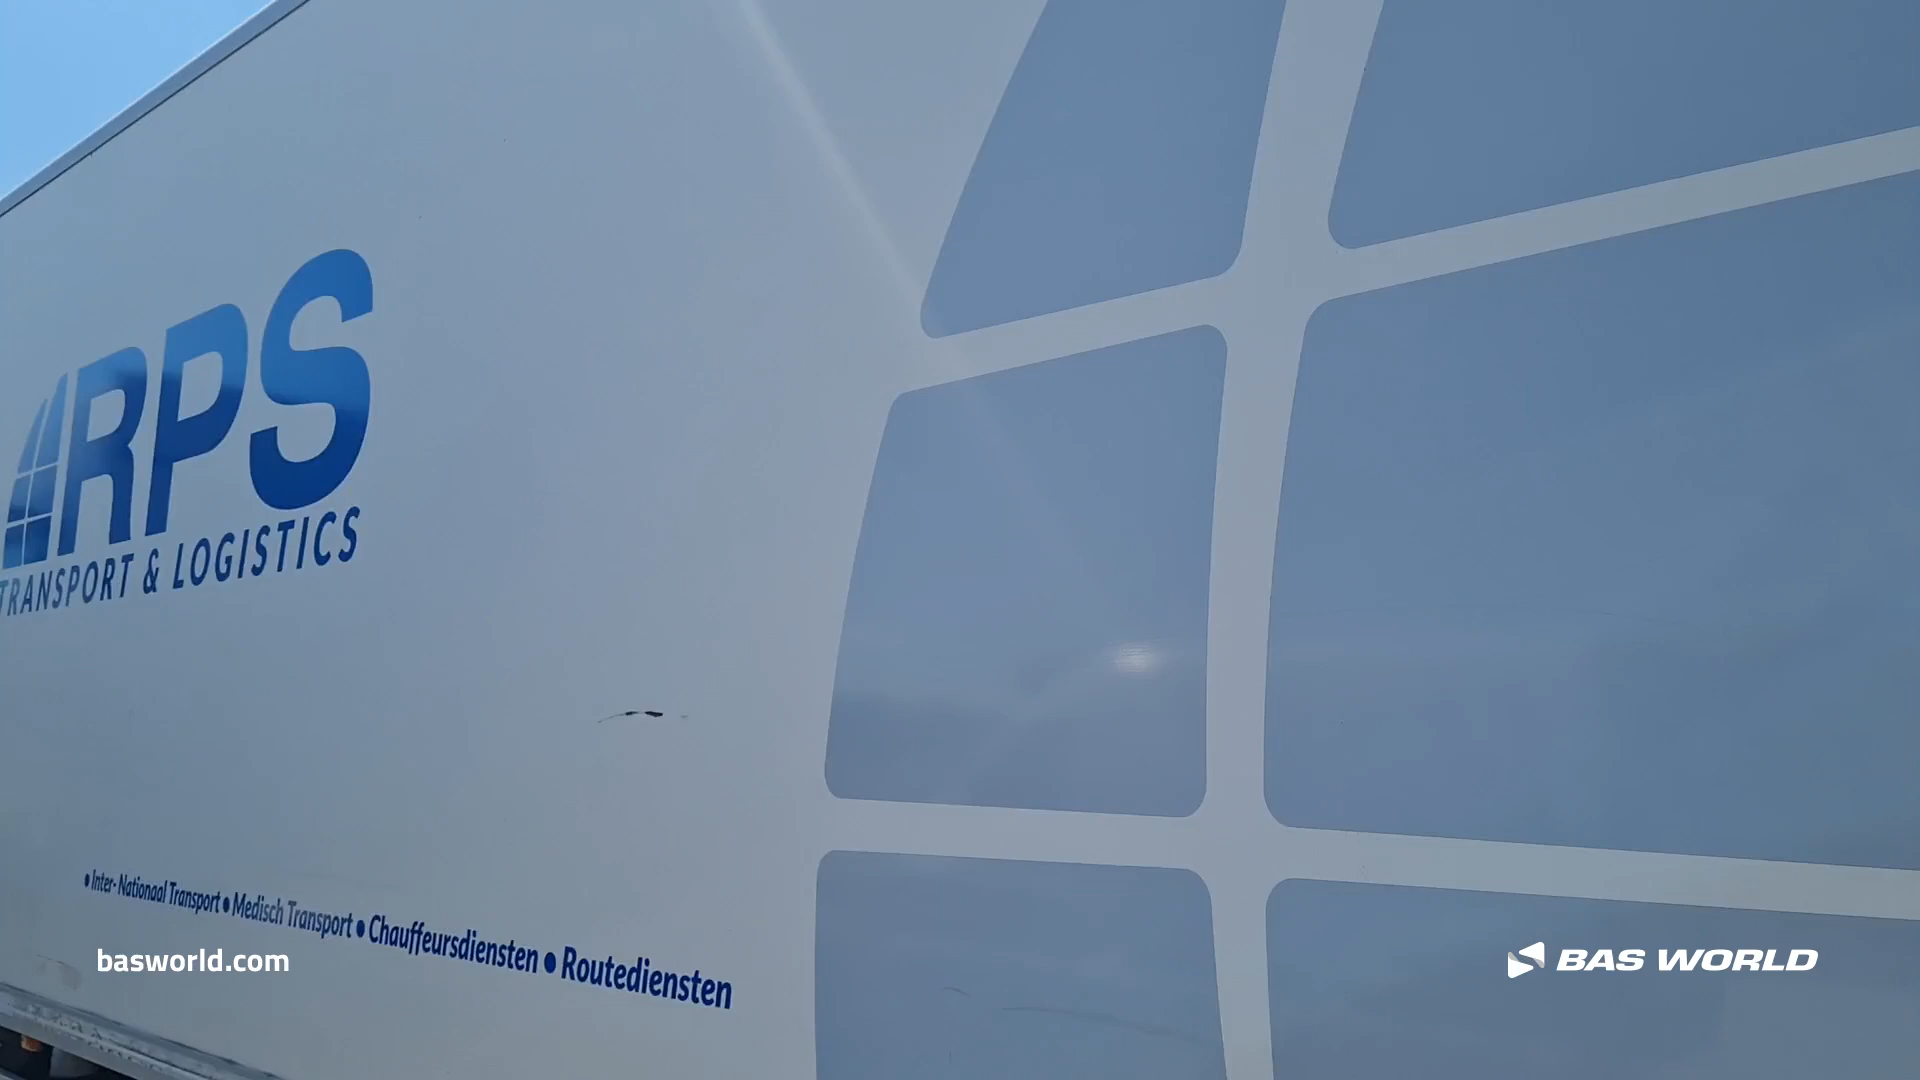 RPS
TRANSPORT & LOGISTICS
• Inter- Nationaal Transport • Medisch Transport • Chauffeursdiensten • Routediensten
basworld.com
BAS WORLD